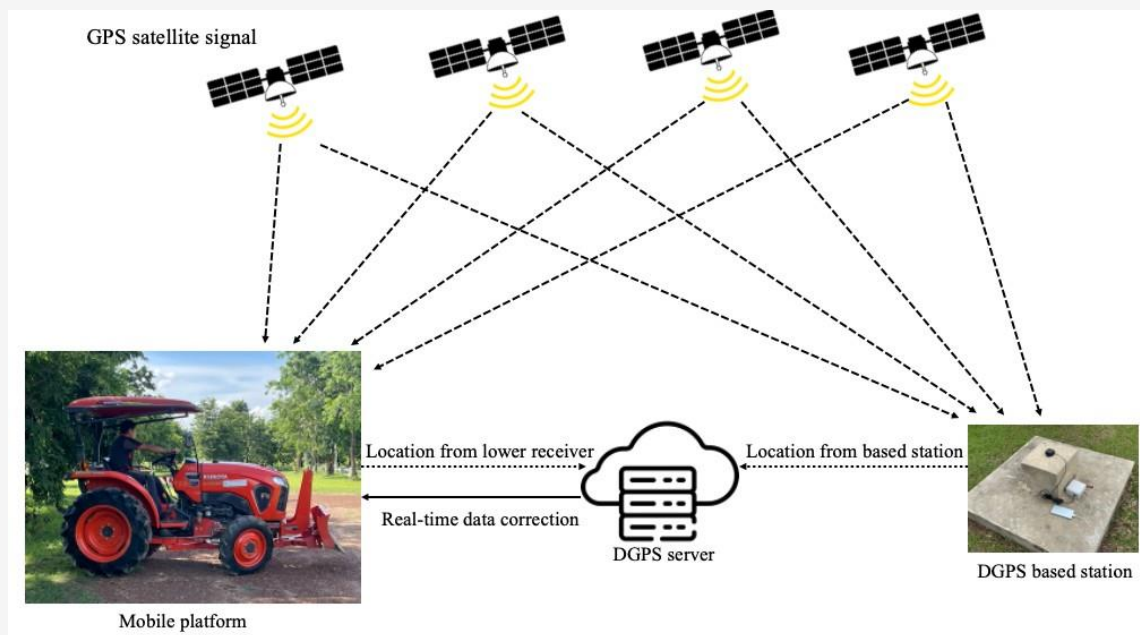 GPS satellite signal
Location from lower receiver
Location from based station
Real-time data correction
DGPS server
DGPS based station
Mobile platform